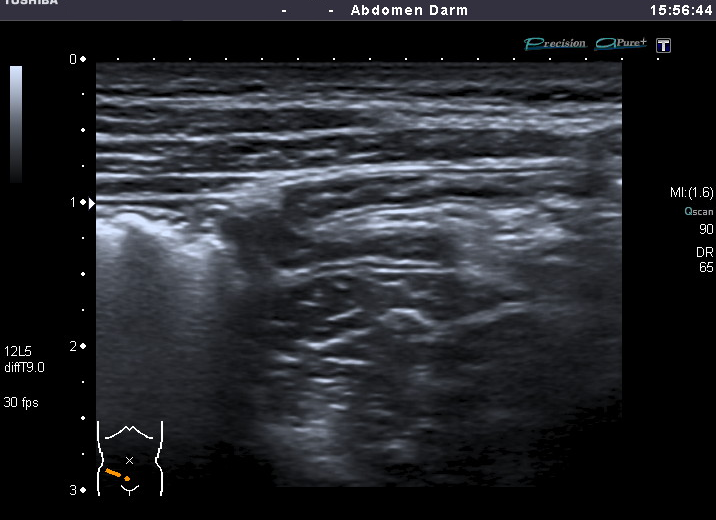 TOSHIBA
- - Abdomen Darm 15:56:44
Precision APure+ T
0
1
2
3
MI:(1.6)
Qscan
90
DR
65
12L5
diffT9.0
30 fps